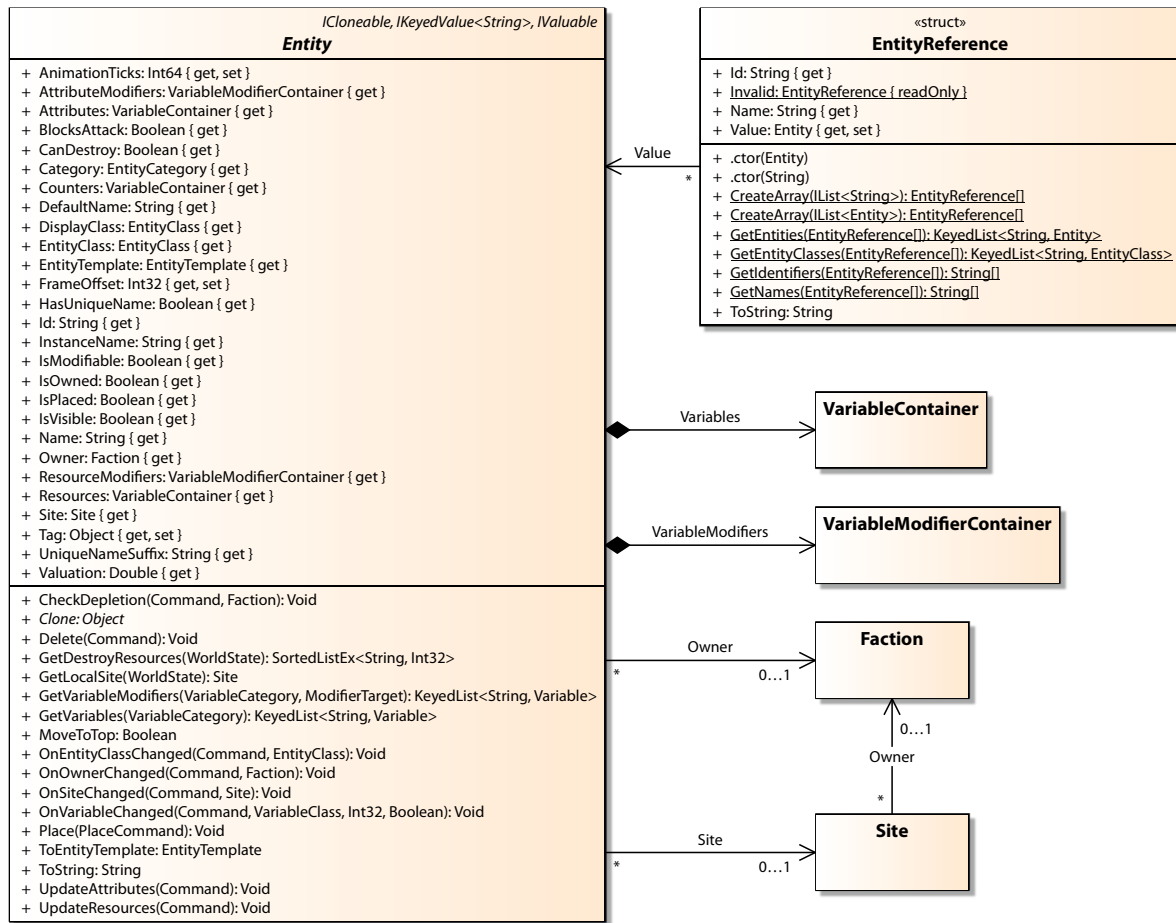 ICloneable, IKeyedValue<String>, IValuable
Entity
+ AnimationTicks: Int64 { get, set }
+ AttributeModifiers: VariableModifierContainer { get }
+ Attributes: VariableContainer { get }
+ BlocksAttack: Boolean { get }
+ CanDestroy: Boolean { get }
+ Category: EntityCategory { get }
+ Counters: VariableContainer { get }
+ DefaultName: String { get }
+ DisplayClass: EntityClass { get }
+ EntityClass: EntityClass { get }
+ EntityTemplate: EntityTemplate { get }
+ FrameOffset: Int32 { get, set }
+ HasUniqueName: Boolean { get }
+ Id: String { get }
+ InstanceName: String { get }
+ IsModifiable: Boolean { get }
+ IsOwned: Boolean { get }
+ IsPlaced: Boolean { get }
+ IsVisible: Boolean { get }
+ Name: String { get }
+ Owner: Faction { get }
+ ResourceModifiers: VariableModifierContainer { get }
+ Resources: VariableContainer { get }
+ Site: Site { get }
+ Tag: Object { get, set }
+ UniqueNameSuffix: String { get }
+ Valuation: Double { get }
+ CheckDepletion(Command, Faction): Void
+ Clone: Object
+ Delete(Command): Void
+ GetDestroyResources(WorldState): SortedListEx<String, Int32>
+ GetLocalSite(WorldState): Site
+ GetVariableModifiers(VariableCategory, ModifierTarget): KeyedList<String, Variable>
+ GetVariables(VariableCategory): KeyedList<String, Variable>
+ MoveToTop: Boolean
+ OnEntityClassChanged(Command, EntityClass): Void
+ OnOwnerChanged(Command, Faction): Void
+ OnSiteChanged(Command, Site): Void
+ OnVariableChanged(Command, VariableClass, Int32, Boolean): Void
+ Place(PlaceCommand): Void
+ ToEntityTemplate: EntityTemplate
+ ToString: String
+ UpdateAttributes(Command): Void
+ UpdateResources(Command): Void
«struct»
EntityReference
+ Id: String { get }
+ Invalid: EntityReference { readOnly }
+ Name: String { get }
+ Value: Entity { get, set }
+ .ctor(Entity)
+ .ctor(String)
+ CreateArray(IList<String>): EntityReference[]
+ CreateArray(IList<Entity>): EntityReference[]
+ GetEntities(EntityReference[]): KeyedList<String, Entity>
+ GetEntityClasses(EntityReference[]): KeyedList<String, EntityClass>
+ GetIdentifiers(EntityReference[]): String[]
+ GetNames(EntityReference[]): String[]
+ ToString: String
Value
*
Variables
VariableContainer
VariableModifiers
VariableModifierContainer
Owner
*
0…1
Faction
0…1
Owner
*
Site
*
0…1
Site